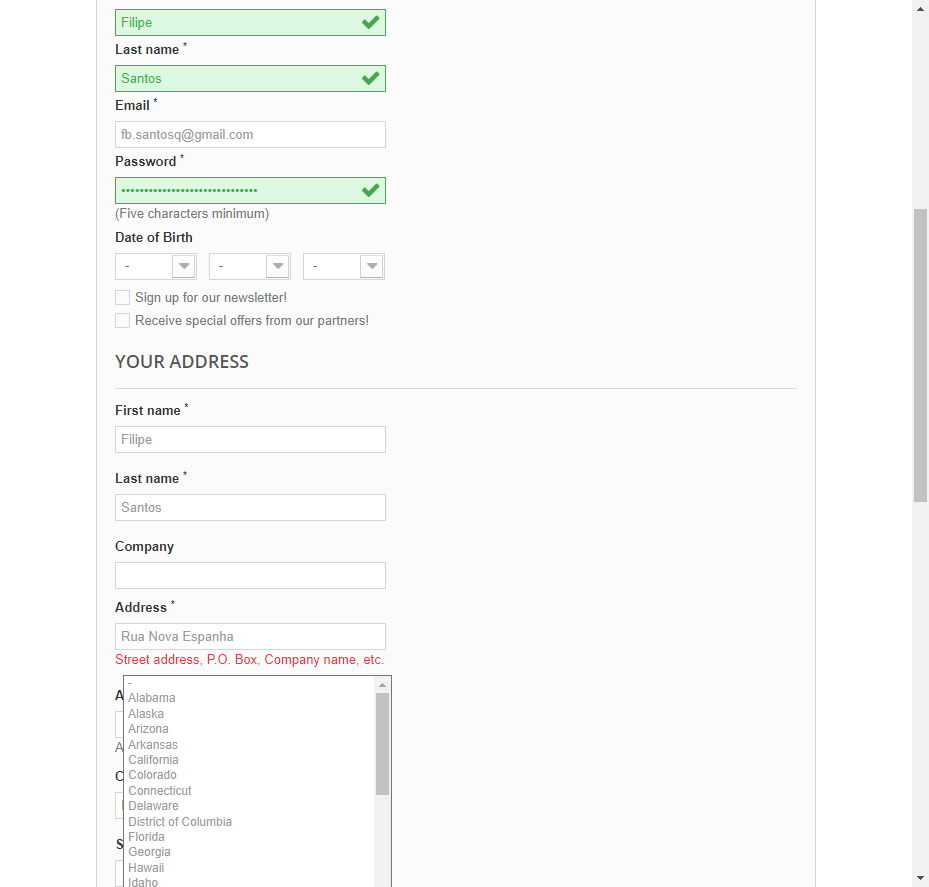 Filipe
Last name *
Santos
Email *
fb.santosq@gmail.com
Password *
••••••••••••••••••••••••••••••
(Five characters minimum)
Date of Birth
- - -
Sign up for our newsletter!
Receive special offers from our partners!
YOUR ADDRESS
First name *
Filipe
Last name *
Santos
Company
Address *
Rua Nova Espanha
Street address, P.O. Box, Company name, etc.
-
A
Alabama
Alaska
Arizona
A
Arkansas
California
Colorado
C
Connecticut
Delaware
District of Columbia
Florida
S
Georgia
Hawaii
Idaho